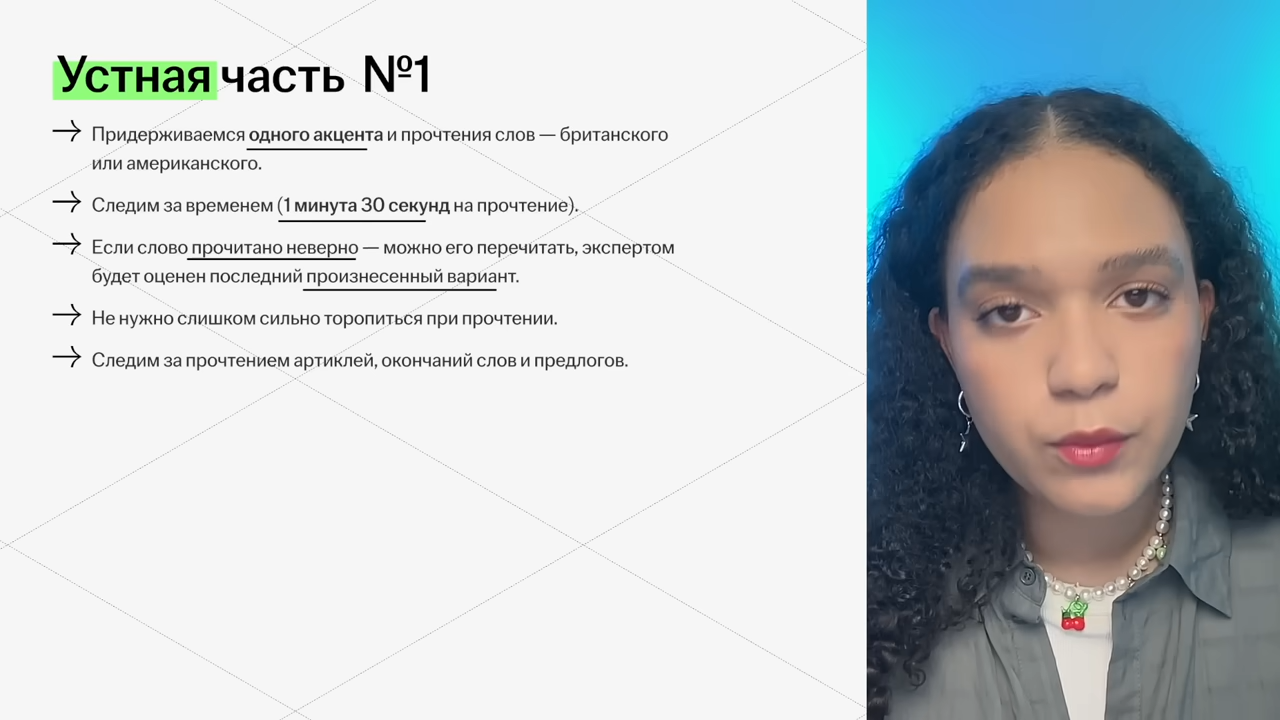 Устная часть №1
→ Придерживаемся одного акцента и прочтения слов — британского
или американского.
→ Следим за временем (1 минута 30 секунд на прочтение).
→ Если слово прочитано неверно — можно его перечитать, экспертом
будет оценен последний произнесенный вариант.
→ Не нужно слишком сильно торопиться при прочтении.
→ Следим за прочтением артиклей, окончаний слов и предлогов.